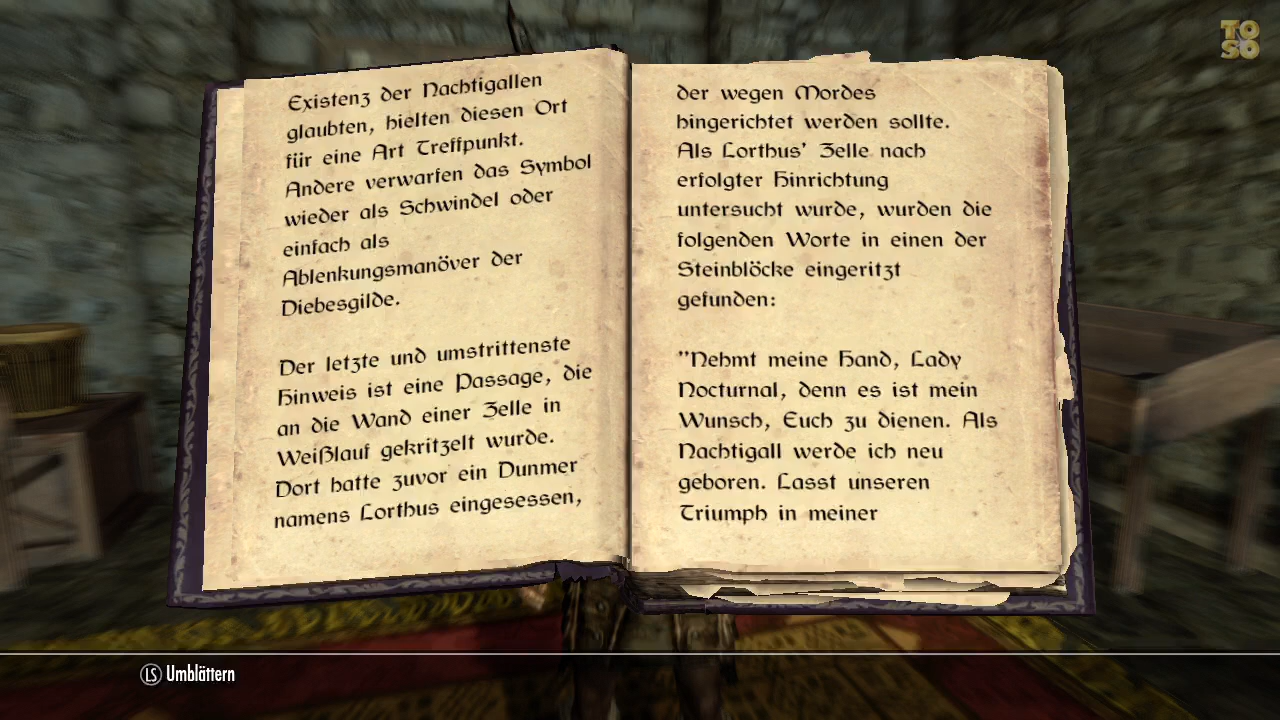 TO
SO
Existenz der Nachtigallen
glaubten, hielten diesen Ort
für eine Art Treffpunkt.
Andere verwarfen das Symbol
wieder als Schwindel oder
einfach als
Ablenkungsmanöver der
Diebesgilde.
Der letzte und umstrittenste
Hinweis ist eine Passage, die
an die Wand einer Zelle in
Weißlauf gekritzelt wurde.
Dort hatte zuvor ein Dunmer
namens Lorthus eingesessen,
der wegen Mordes
hingerichtet werden sollte.
Als Lorthus' Zelle nach
erfolgter Hinrichtung
untersucht wurde, wurden die
folgenden Worte in einen der
Steinblöcke eingeritzt
gefunden:
"Nehmt meine Hand, Lady
Nocturnal, denn es ist mein
Wunsch, Euch zu dienen. Als
Nachtigall werde ich neu
geboren. Lasst unseren
Triumph in meiner
LS Umblättern